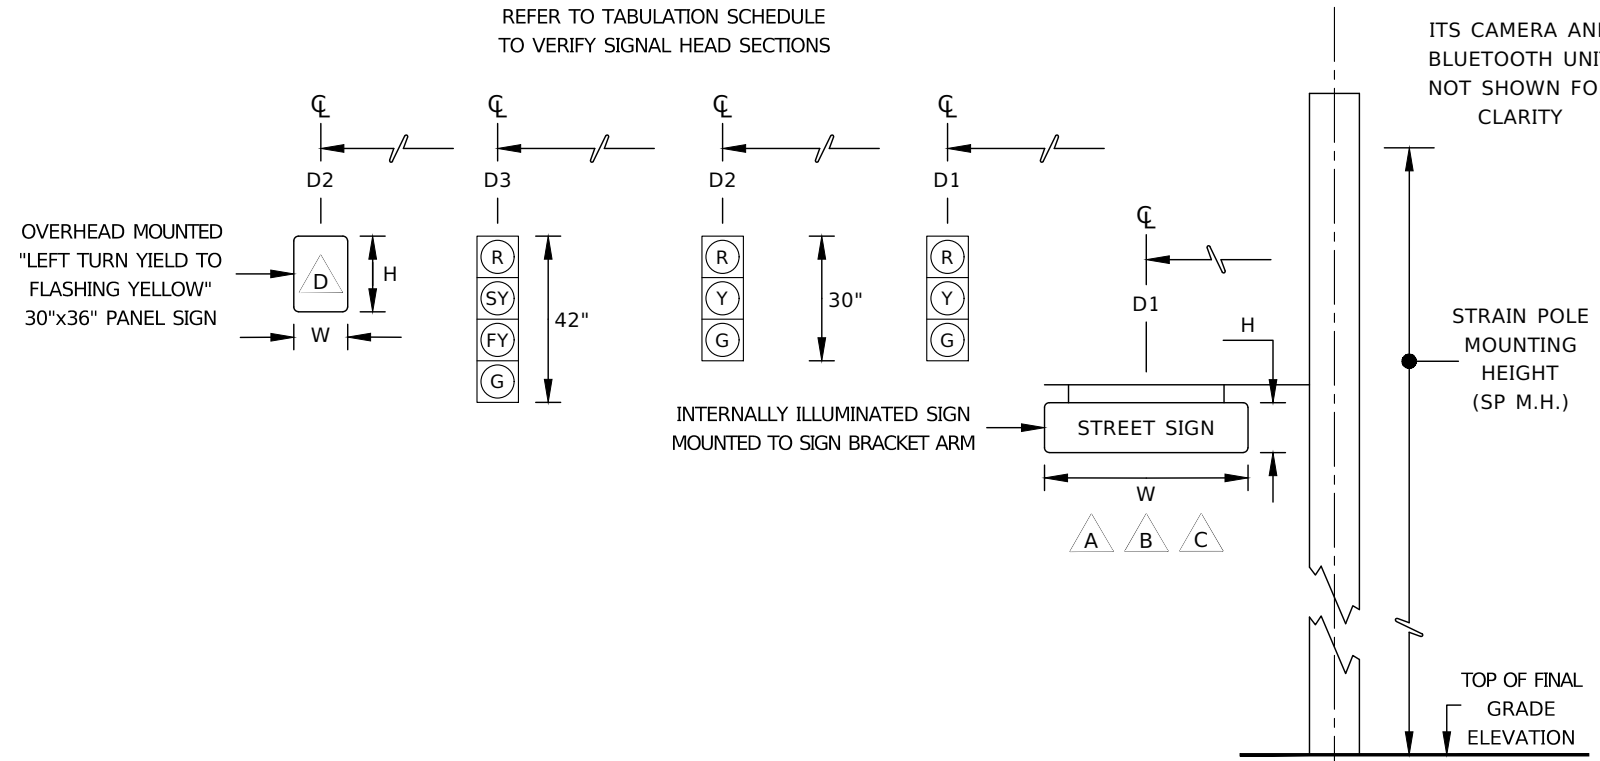 REFER TO TABULATION SCHEDULE
TO VERIFY SIGNAL HEAD SECTIONS
ITS CAMERA AN
BLUETOOTH UNI
NOT SHOWN FO
CLARITY
℄
℄
℄
℄
D2
D3
D2
D1
℄
D1
OVERHEAD MOUNTED
"LEFT TURN YIELD TO
FLASHING YELLOW"
30"x36" PANEL SIGN
D
H
W
R
SY
FY
G
42"
R
Y
G
30"
R
Y
G
H
INTERNALLY ILLUMINATED SIGN
MOUNTED TO SIGN BRACKET ARM
STREET SIGN
W
A B C
STRAIN POLE
MOUNTING
HEIGHT
(SP M.H.)
TOP OF FINAL
GRADE
ELEVATION